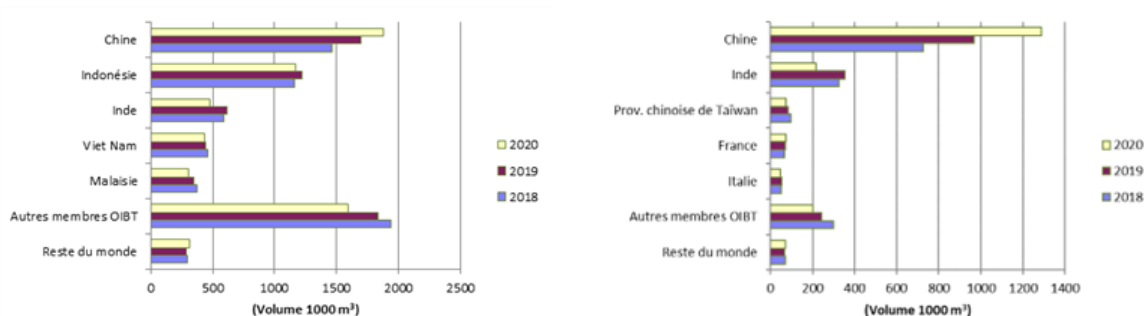 Chine
Indonésie
Inde
Viet Nam
Malaisie
Autres membres OIBT
Reste du monde
0 500 1000 1500 2000 2500
(Volume 1000 m³)
2020
2019
2018
Chine
Inde
Prov. chinoise de Taïwan
France
Italie
Autres membres OIBT
Reste du monde
0 200 400 600 800 1000 1200 1400
(Volume 1000 m³)
2020
2019
2018